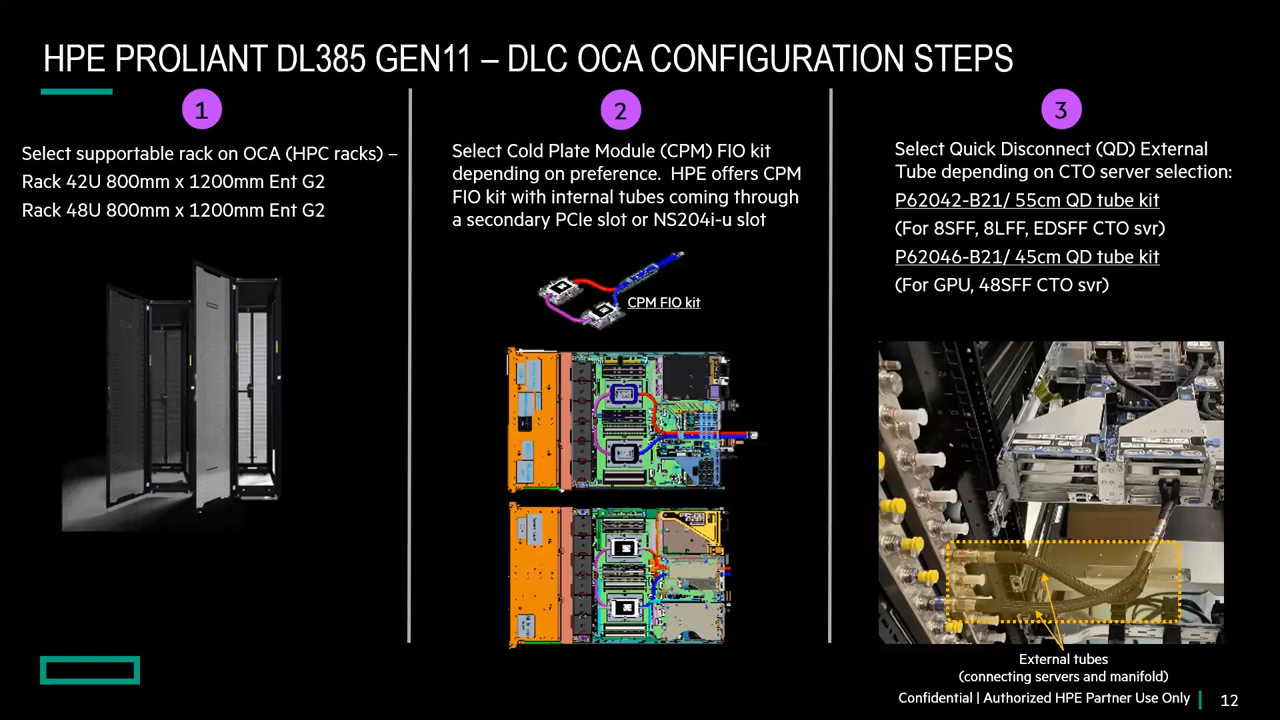 HPE PROLIANT DL385 GEN11 – DLC OCA CONFIGURATION STEPS
1
Select supportable rack on OCA (HPC racks) –
Rack 42U 800mm x 1200mm Ent G2
Rack 48U 800mm x 1200mm Ent G2
2
Select Cold Plate Module (CPM) FIO kit
depending on preference. HPE offers CPM
FIO kit with internal tubes coming through
a secondary PCIe slot or NS204i-u slot
CPM FIO kit
3
Select Quick Disconnect (QD) External
Tube depending on CTO server selection:
P62042-B21/ 55cm QD tube kit
(For 8SFF, 8LFF, EDSFF CTO svr)
P62046-B21/ 45cm QD tube kit
(For GPU, 48SFF CTO svr)
External tubes
(connecting servers and manifold)
Confidential | Authorized HPE Partner Use Only
12